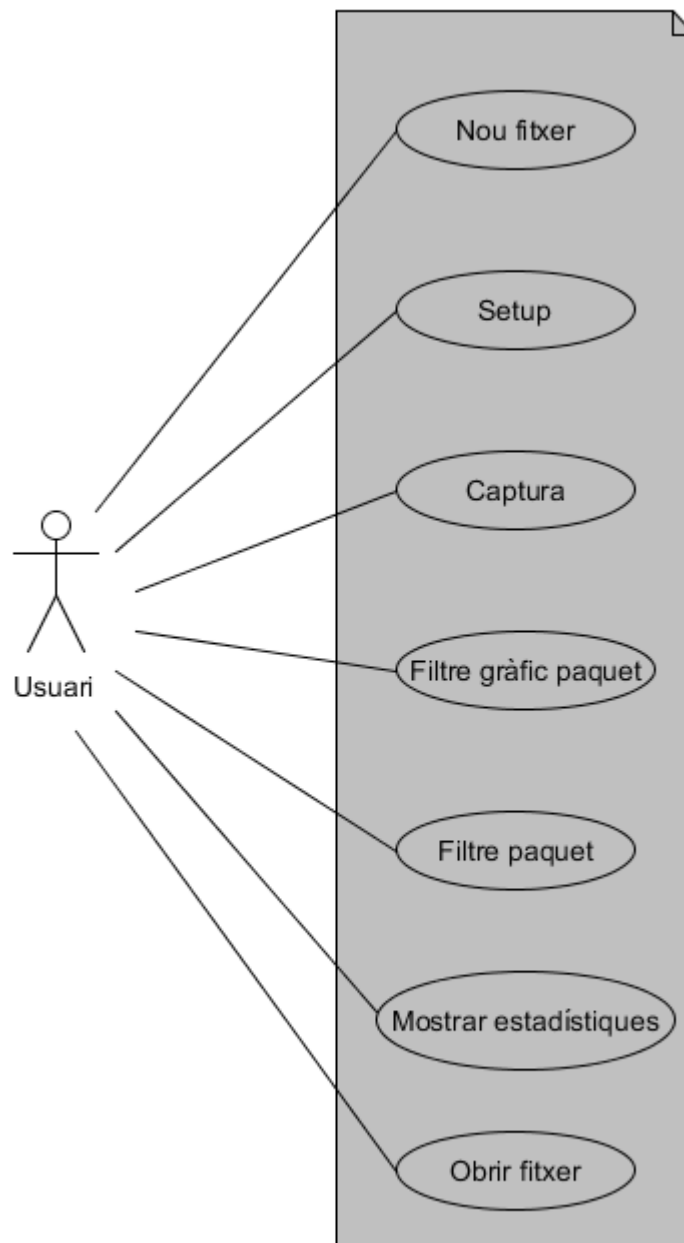 Nou fitxer
Setup
Captura
Filtre gràfic paquet
Usuari
Filtre paquet
Mostrar estadístiques
Obrir fitxer